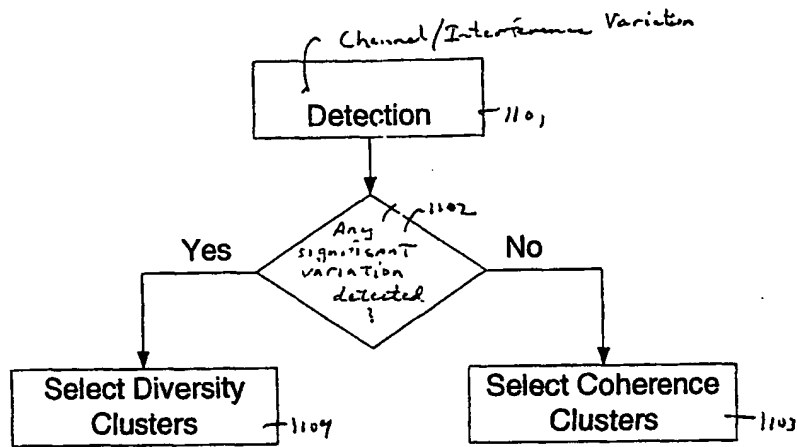 Channel/Interference Variation
Detection
1101
1102
Any
significant
variation
detected
?
Yes
No
Select Diversity
Clusters
1104
Select Coherence
Clusters
1103